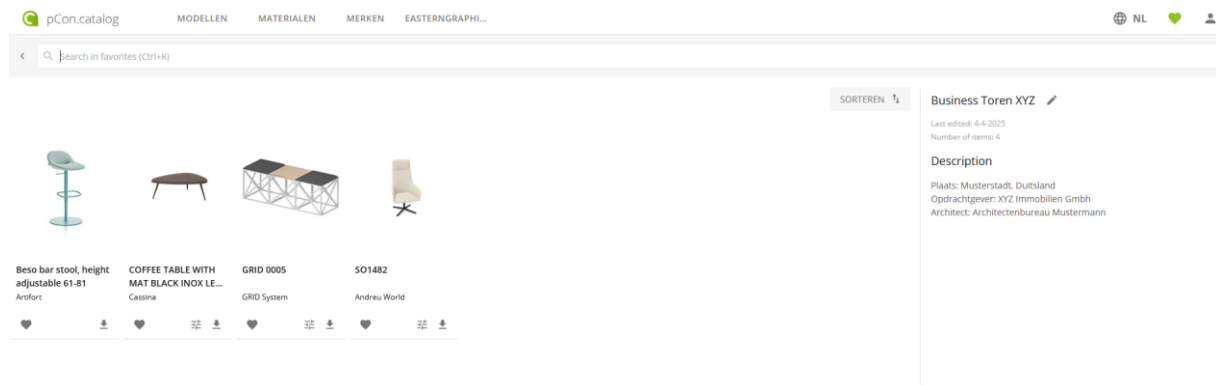 pCon.catalog
MODELLEN
MATERIALEN
MERKEN
EASTERNGRAPHI...
NL
Search in favorites (Ctrl+K)
SORTEREN
Business Toren XYZ
Last edited: 4-4-2025
Number of items: 4
Description
Plaats: Musterstadt, Duitsland
Opdrachtgever: XYZ Immobilien Gmbh
Architect: Architectenbureau Mustermann
Beso bar stool, height
adjustable 61-81
Artifort
COFFEE TABLE WITH
MAT BLACK INOX LE...
Cassina
GRID 0005
GRID System
SO1482
Andreu World